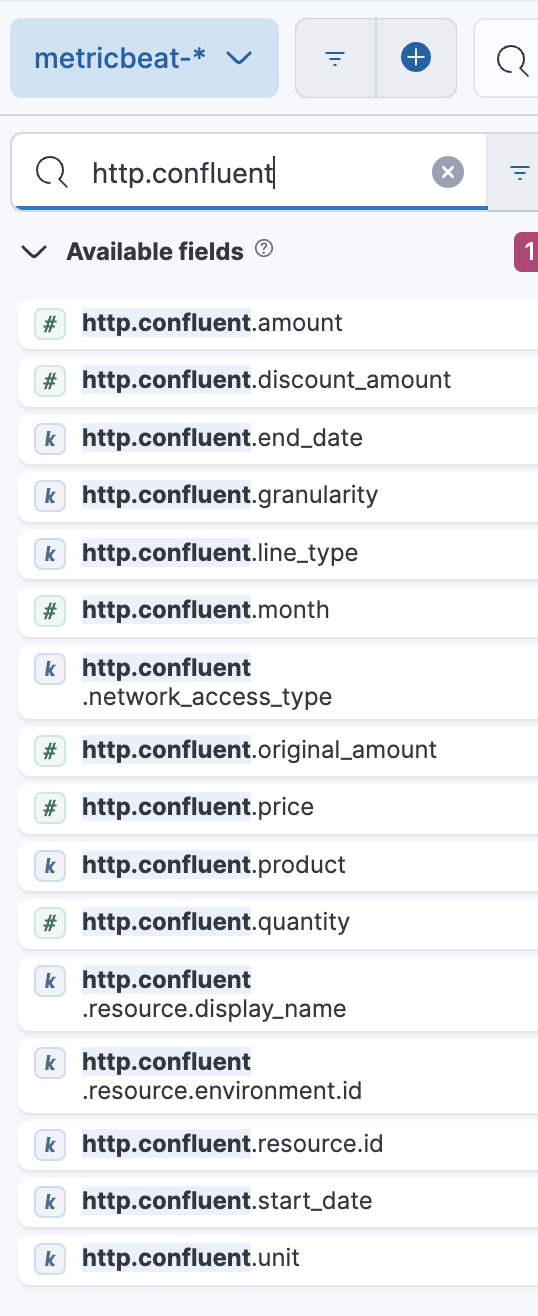 metricbeat-*
http.confluent
Available fields
1
# http.confluent.amount
# http.confluent.discount_amount
k http.confluent.end_date
k http.confluent.granularity
k http.confluent.line_type
# http.confluent.month
k http.confluent
.network_access_type
# http.confluent.original_amount
# http.confluent.price
k http.confluent.product
# http.confluent.quantity
k http.confluent
.resource.display_name
k http.confluent
.resource.environment.id
k http.confluent.resource.id
k http.confluent.start_date
k http.confluent.unit